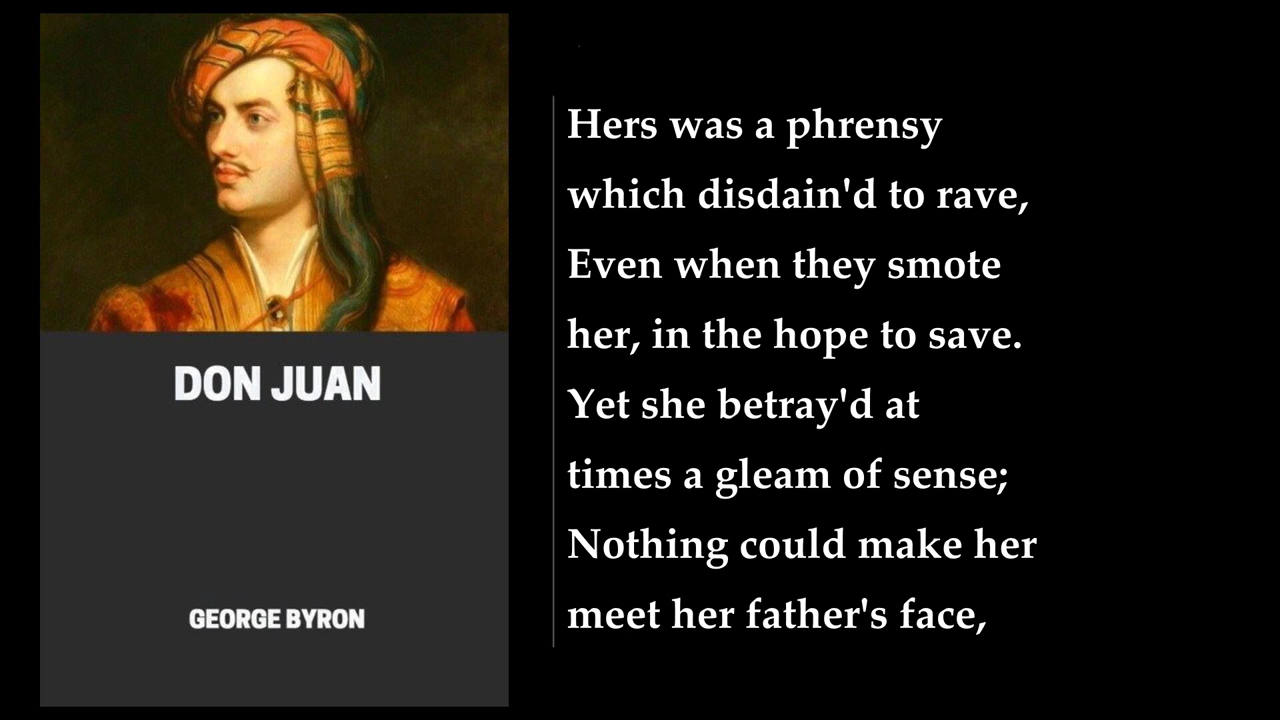 DON JUAN
GEORGE BYRON
Hers was a phrensy
which disdain'd to rave,
Even when they smote
her, in the hope to save.
Yet she betray'd at
times a gleam of sense;
Nothing could make her
meet her father's face,